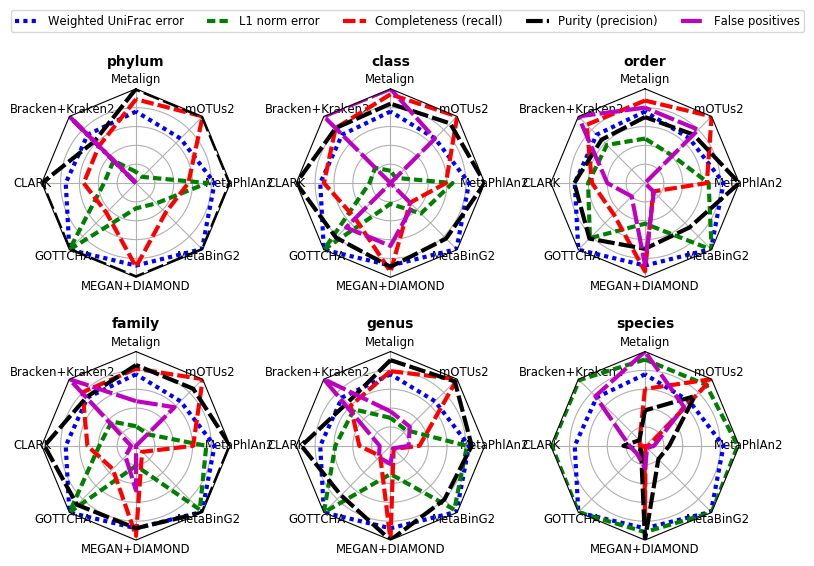 Weighted UniFrac error L1 norm error Completeness (recall) Purity (precision) False positives
phylum class order
Metalign Metalign Metalign
Bracken+Kraken2 mOTUs2 Bracken+Kraken2 mOTUs2 Bracken+Kraken2 mOTUs2
CLARK MetaPhlAn2 CLARK MetaPhlAn2 CLARK MetaPhlAn2
GOTTCHA MetaBinG2 GOTTCHA MetaBinG2 GOTTCHA MetaBinG2
MEGAN+DIAMOND MEGAN+DIAMOND MEGAN+DIAMOND
family genus species
Metalign Metalign Metalign
Bracken+Kraken2 mOTUs2 Bracken+Kraken2 mOTUs2 Bracken+Kraken2 mOTUs2
CLARK MetaPhlAn2 CLARK MetaPhlAn2 CLARK MetaPhlAn2
GOTTCHA MetaBinG2 GOTTCHA MetaBinG2 GOTTCHA MetaBinG2
MEGAN+DIAMOND MEGAN+DIAMOND MEGAN+DIAMOND